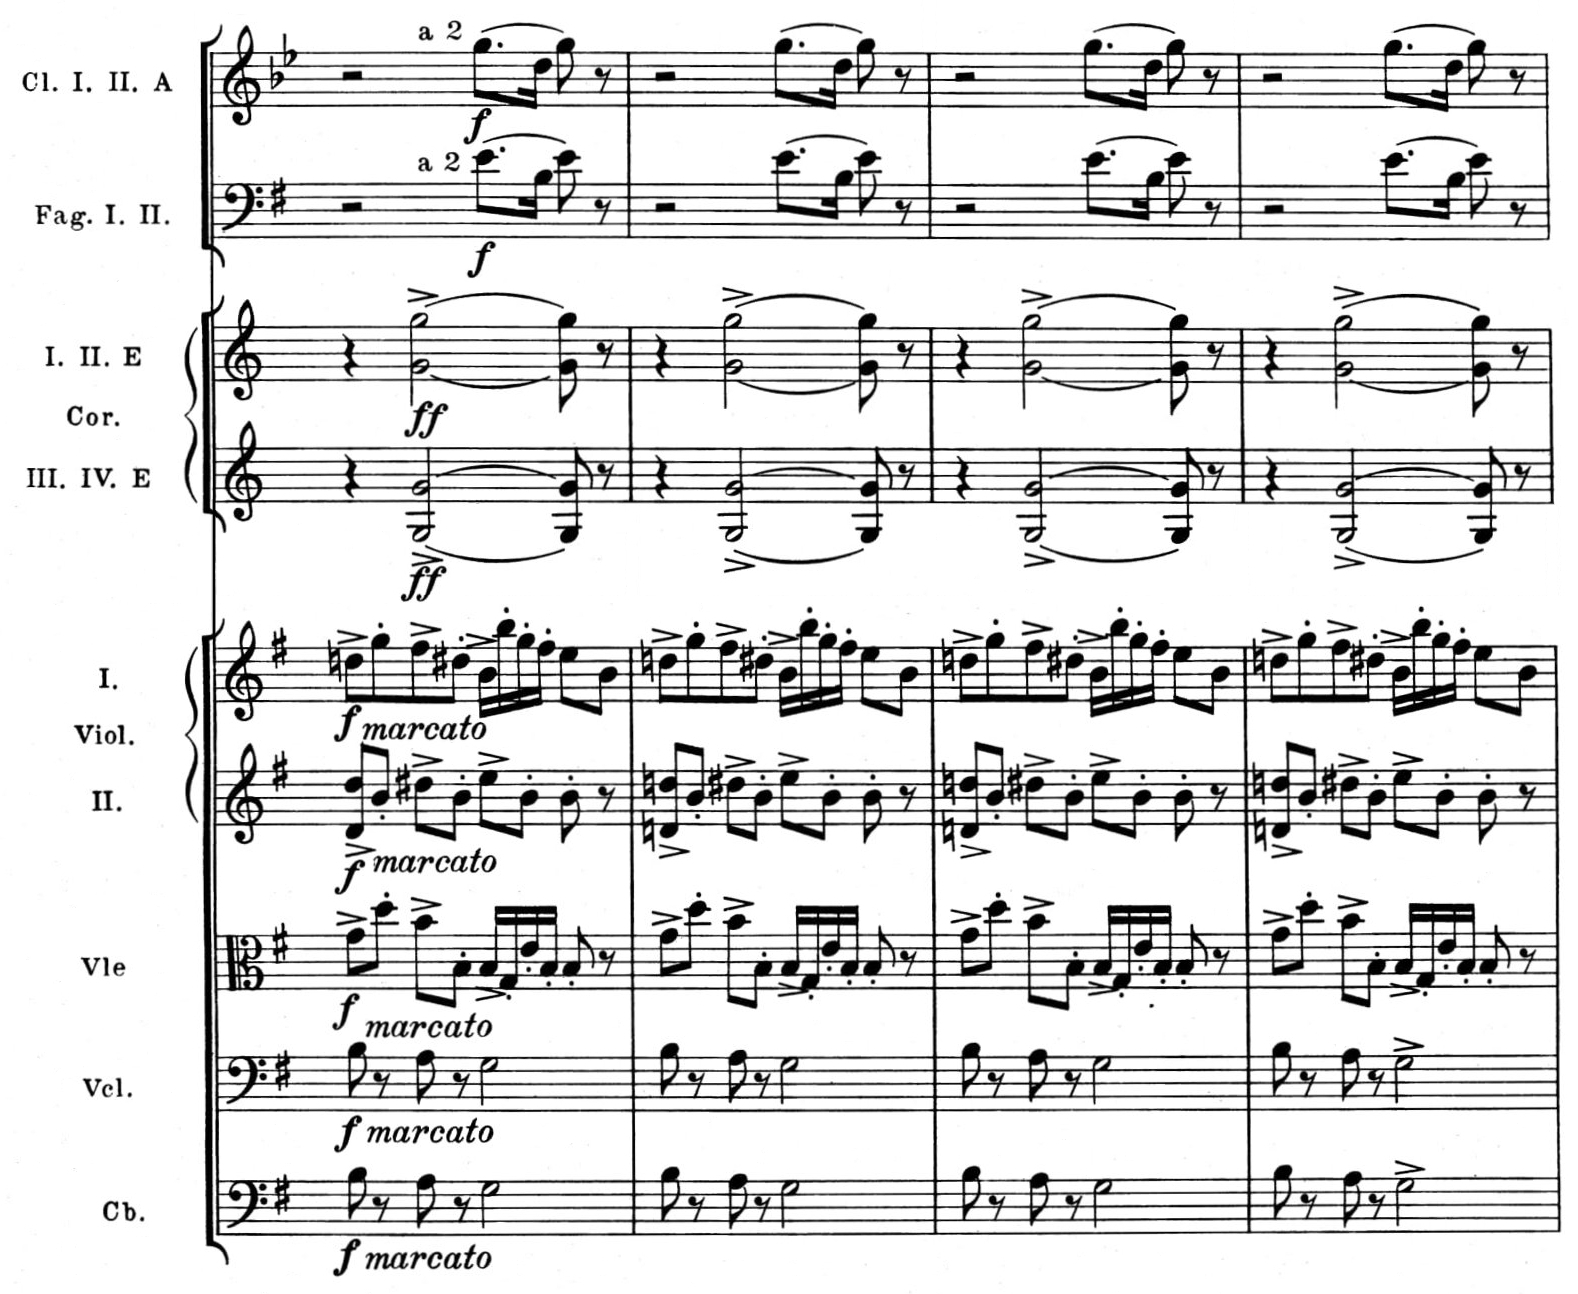 a 2
Cl. I. II. A
f
a 2
Fag. I. II.
f
I. II. E
ff
Cor.
III. IV. E
ff
I.
f marcato
Viol.
II.
f marcato
Vle
f marcato
Vcl.
f marcato
Cb.
f marcato